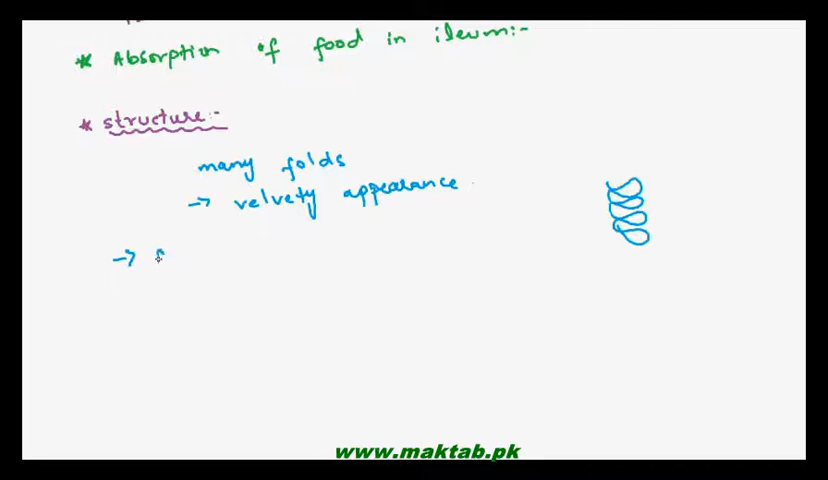 * Absorption of food in ileum:-
* structure:-
many folds
→ velvety appearance
→
www.maktab.pk